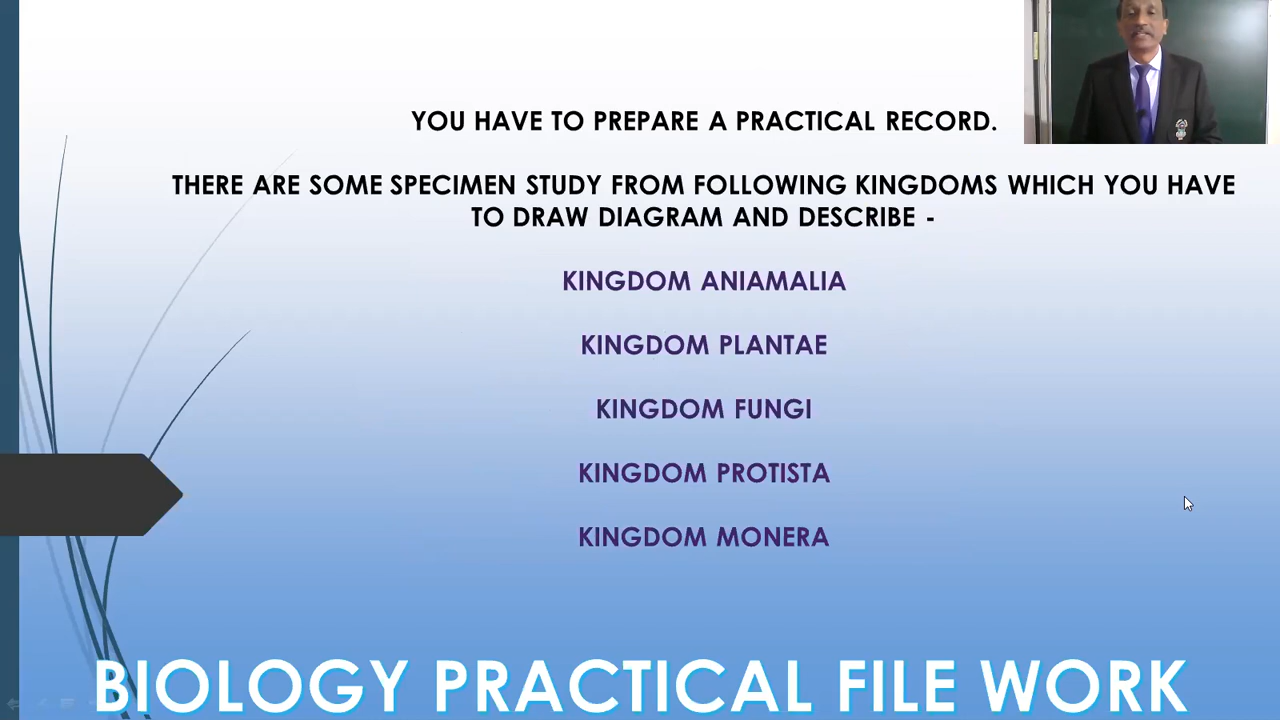 YOU HAVE TO PREPARE A PRACTICAL RECORD.
THERE ARE SOME SPECIMEN STUDY FROM FOLLOWING KINGDOMS WHICH YOU HAVE
TO DRAW DIAGRAM AND DESCRIBE -
KINGDOM ANIAMALIA
KINGDOM PLANTAE
KINGDOM FUNGI
KINGDOM PROTISTA
KINGDOM MONERA
BIOLOGY PRACTICAL FILE WORK